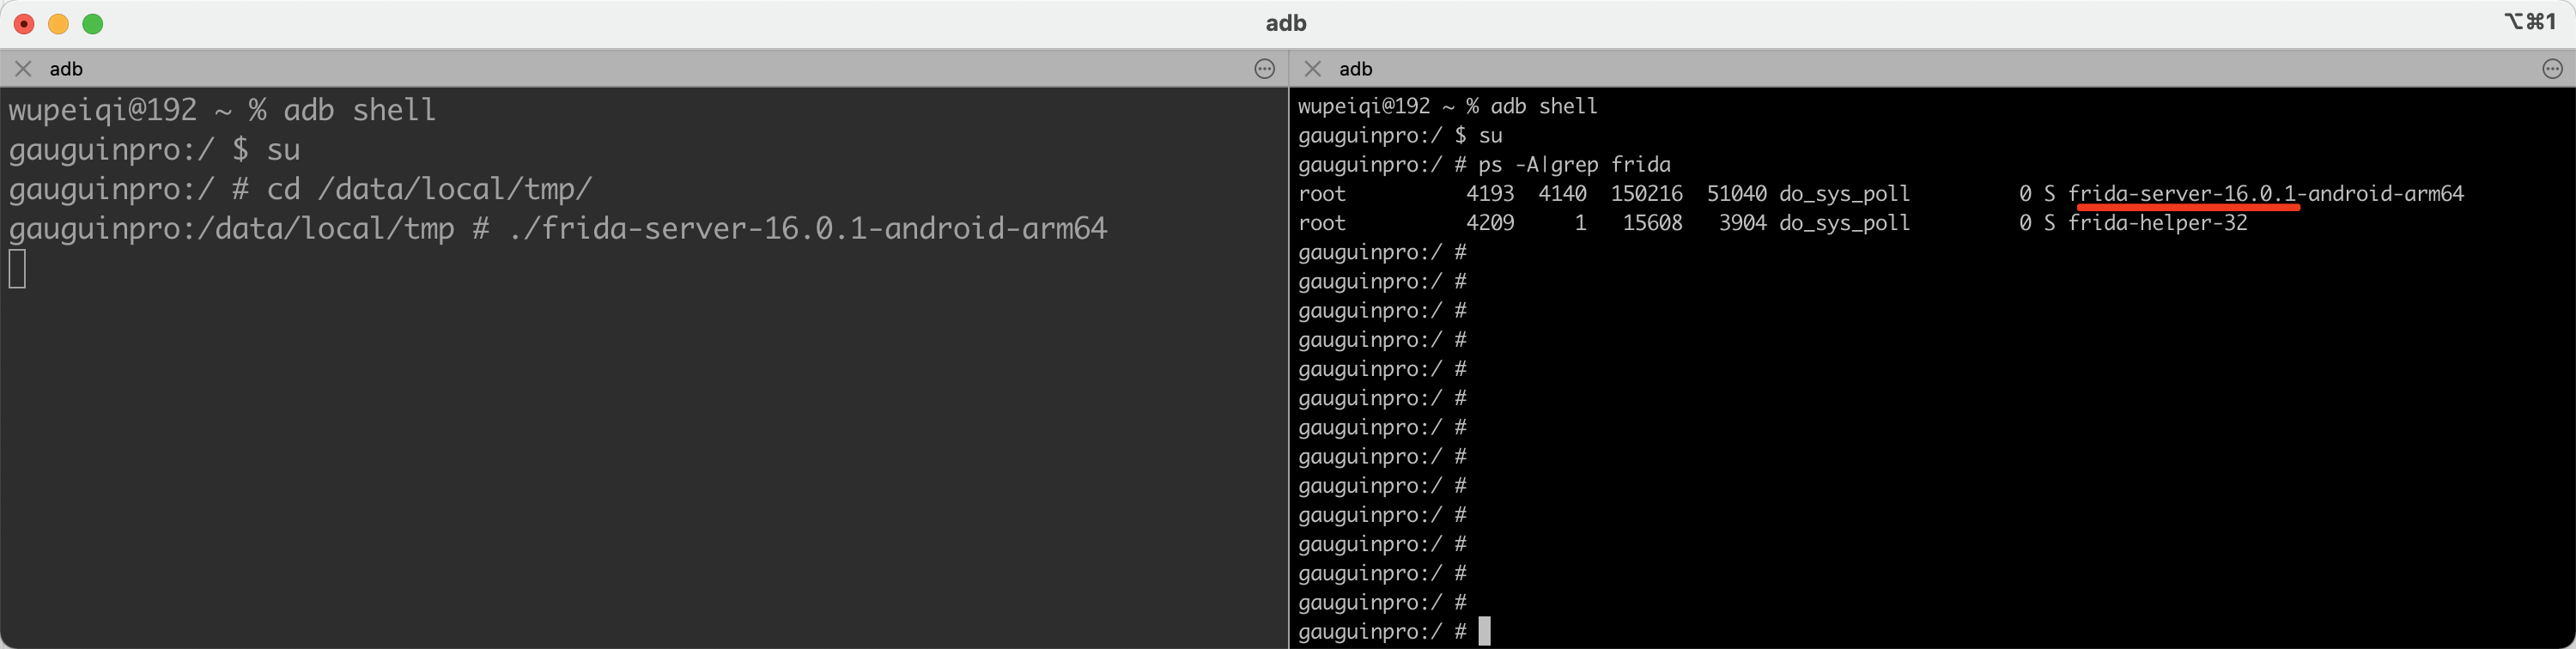 adb
⌥⌘1
adb
wupeiqi@192 ~ % adb shell
gauguinpro:/ $ su
gauguinpro:/ # cd /data/local/tmp/
gauguinpro:/data/local/tmp # ./frida-server-16.0.1-android-arm64
adb
wupeiqi@192 ~ % adb shell
gauguinpro:/ $ su
gauguinpro:/ # ps -A|grep frida
root 4193 4140 150216 51040 do_sys_poll 0 S frida-server-16.0.1-android-arm64
root 4209 1 15608 3904 do_sys_poll 0 S frida-helper-32
gauguinpro:/ #
gauguinpro:/ #
gauguinpro:/ #
gauguinpro:/ #
gauguinpro:/ #
gauguinpro:/ #
gauguinpro:/ #
gauguinpro:/ #
gauguinpro:/ #
gauguinpro:/ #
gauguinpro:/ #
gauguinpro:/ #
gauguinpro:/ #
gauguinpro:/ #